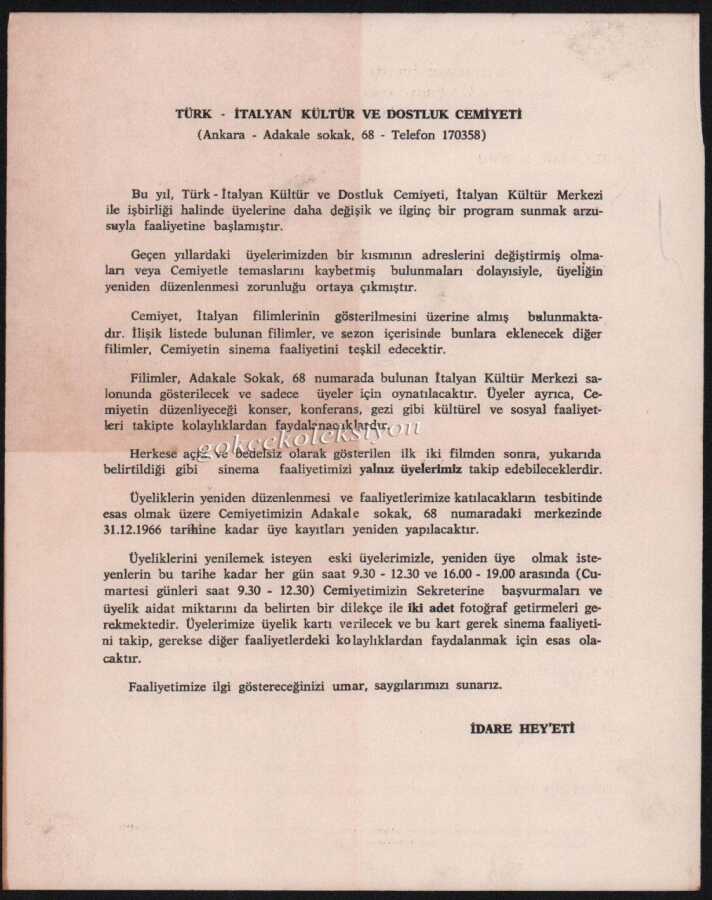 TÜRK - İTALYAN KÜLTÜR VE DOSTLUK CEMİYETİ
(Ankara - Adakale sokak, 68 - Telefon 170358)
Bu yıl, Türk - İtalyan Kültür ve Dostluk Cemiyeti, İtalyan Kültür Merkezi
ile işbirliği halinde üyelerine daha değişik ve ilginç bir program sunmak arzu-
suyla faaliyetine başlamıştır.
Geçen yıllardaki üyelerimizden bir kısmının adreslerini değiştirmiş olma-
ları veya Cemiyetle temaslarını kaybetmiş bulunmaları dolayısiyle, üyeliğin
yeniden düzenlenmesi zorunluğu ortaya çıkmıştır.
Cemiyet, İtalyan filimlerinin gösterilmesini üzerine almış bulunmakta-
dır. İlişik listede bulunan filimler, ve sezon içerisinde bunlara eklenecek diğer
filimler, Cemiyetin sinema faaliyetini teşkil edecektir.
Filimler, Adakale Sokak, 68 numarada bulunan İtalyan Kültür Merkezi sa-
lonunda gösterilecek ve sadece üyeler için oynatılacaktır. Üyeler ayrıca, Ce-
miyetin düzenliyeceği konser, konferans, gezi gibi kültürel ve sosyal faaliyet-
leri takipte kolaylıklardan faydalanacıklardır.
gokcekoleksiyon
Herkese açık ve bedelsiz olarak gösterilen ilk iki filmden sonra, yukarıda
belirtildiği gibi sinema faaliyetimizi yalnız üyelerimiz takip edebileceklerdir.
Üyeliklerin yeniden düzenlenmesi ve faaliyetlerimize katılacakların tesbitinde
esas olmak üzere Cemiyetimizin Adakale sokak, 68 numaradaki merkezinde
31.12.1966 tarihine kadar üye kayıtları yeniden yapılacaktır.
Üyeliklerini yenilemek isteyen eski üyelerimizle, yeniden üye olmak iste-
yenlerin bu tarihe kadar her gün saat 9.30 - 12.30 ve 16.00 - 19.00 arasında (Cu-
martesi günleri saat 9.30 - 12.30) Cemiyetimizin Sekreterine başvurmaları ve
üyelik aidat miktarını da belirten bir dilekçe ile iki adet fotoğraf getirmeleri ge-
rekmektedir. Üyelerimize üyelik kartı verilecek ve bu kart gerek sinema faaliyeti-
ni takip, gerekse diğer faaliyetlerdeki kolaylıklardan faydalanmak için esas ola-
caktır.
Faaliyetimize ilgi göstereceğinizi umar, saygılarımızı sunarız.
İDARE HEY'ETİ